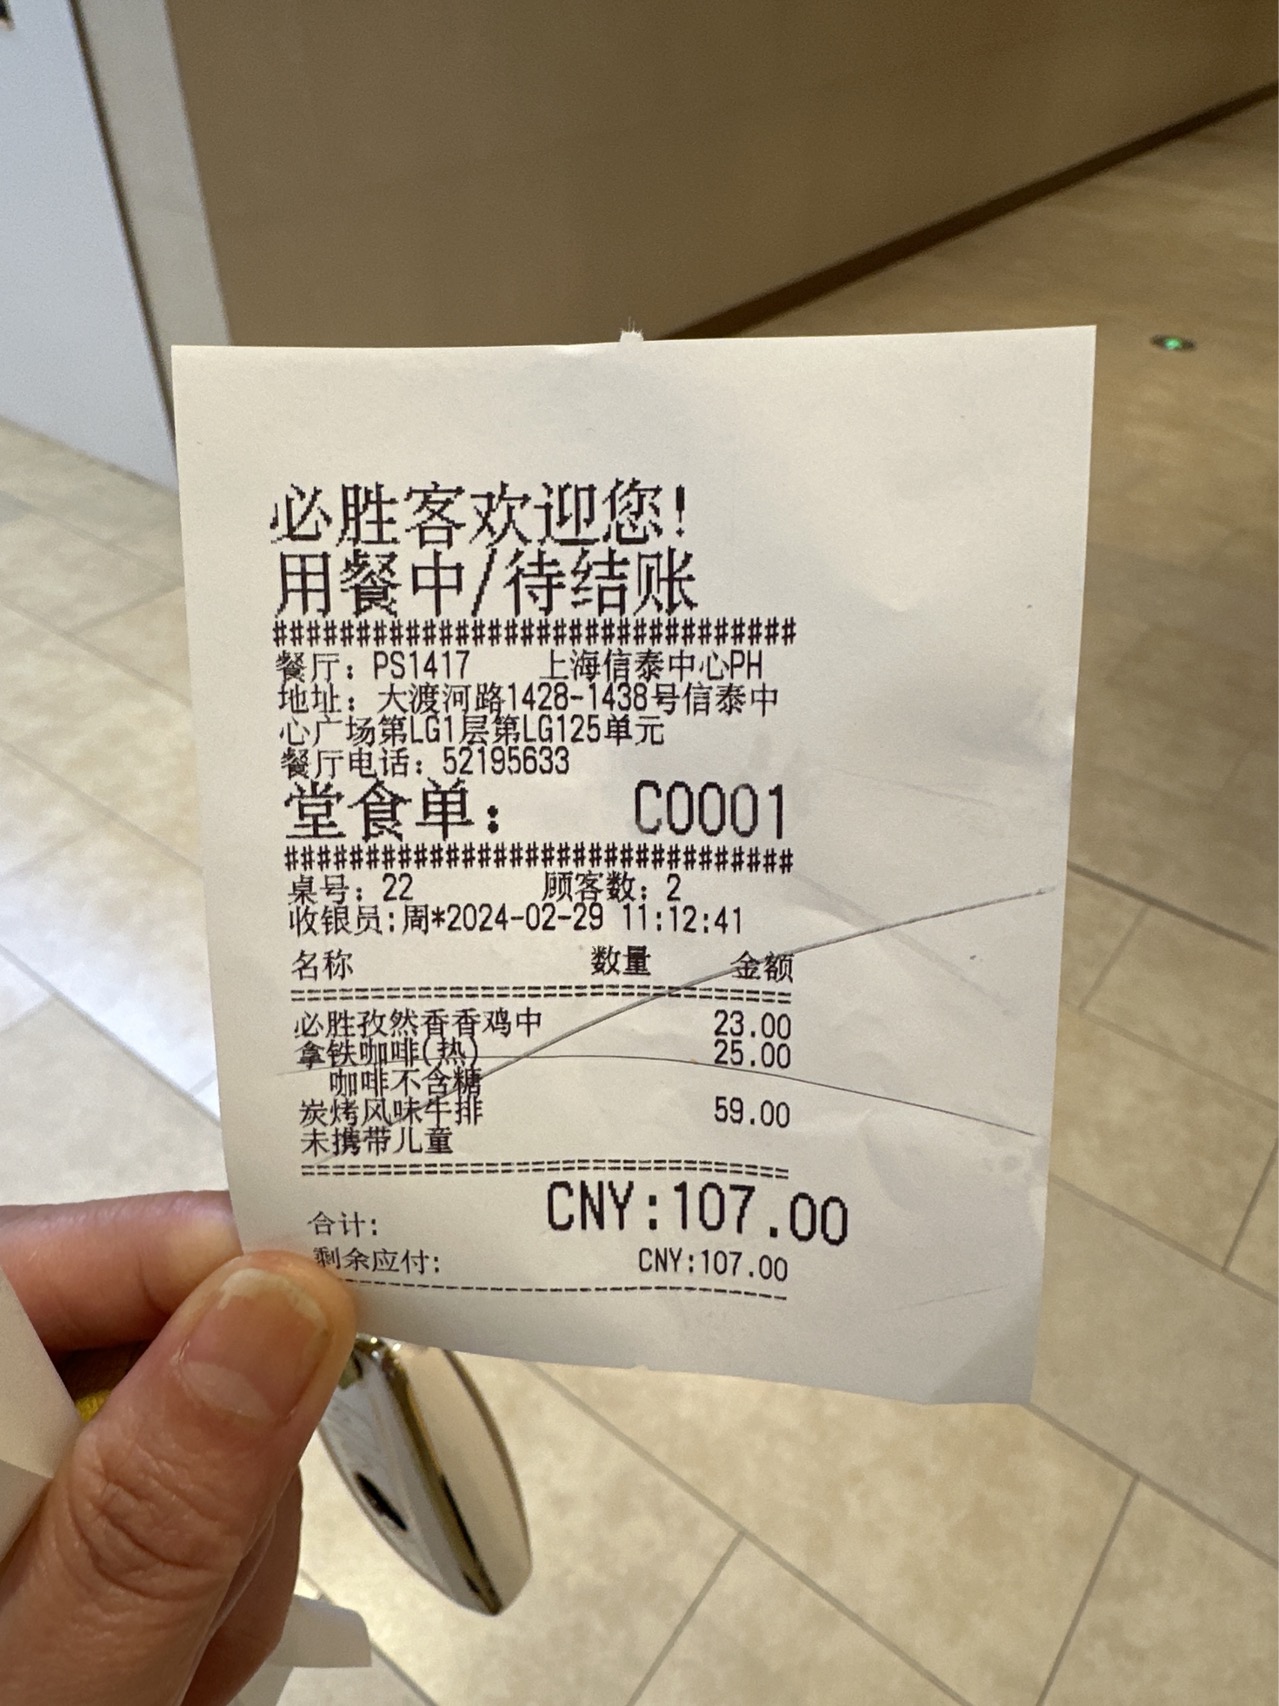 必胜客欢迎您!
用餐中/待结账
################################
餐厅: PS1417 上海信泰中心PH
地址: 大渡河路1428-1438号信泰中
心广场第LG1层第LG125单元
餐厅电话: 52195633
堂食单: C0001
################################
桌号: 22 顾客数: 2
收银员:周*2024-02-29 11:12:41
名称 数量 金额
================================
必胜孜然香香鸡中 23.00
拿铁咖啡(热) 25.00
咖啡不含糖
炭烤风味牛排 59.00
未携带儿童
================================
合计: CNY:107.00
剩余应付: CNY:107.00
--------------------------------